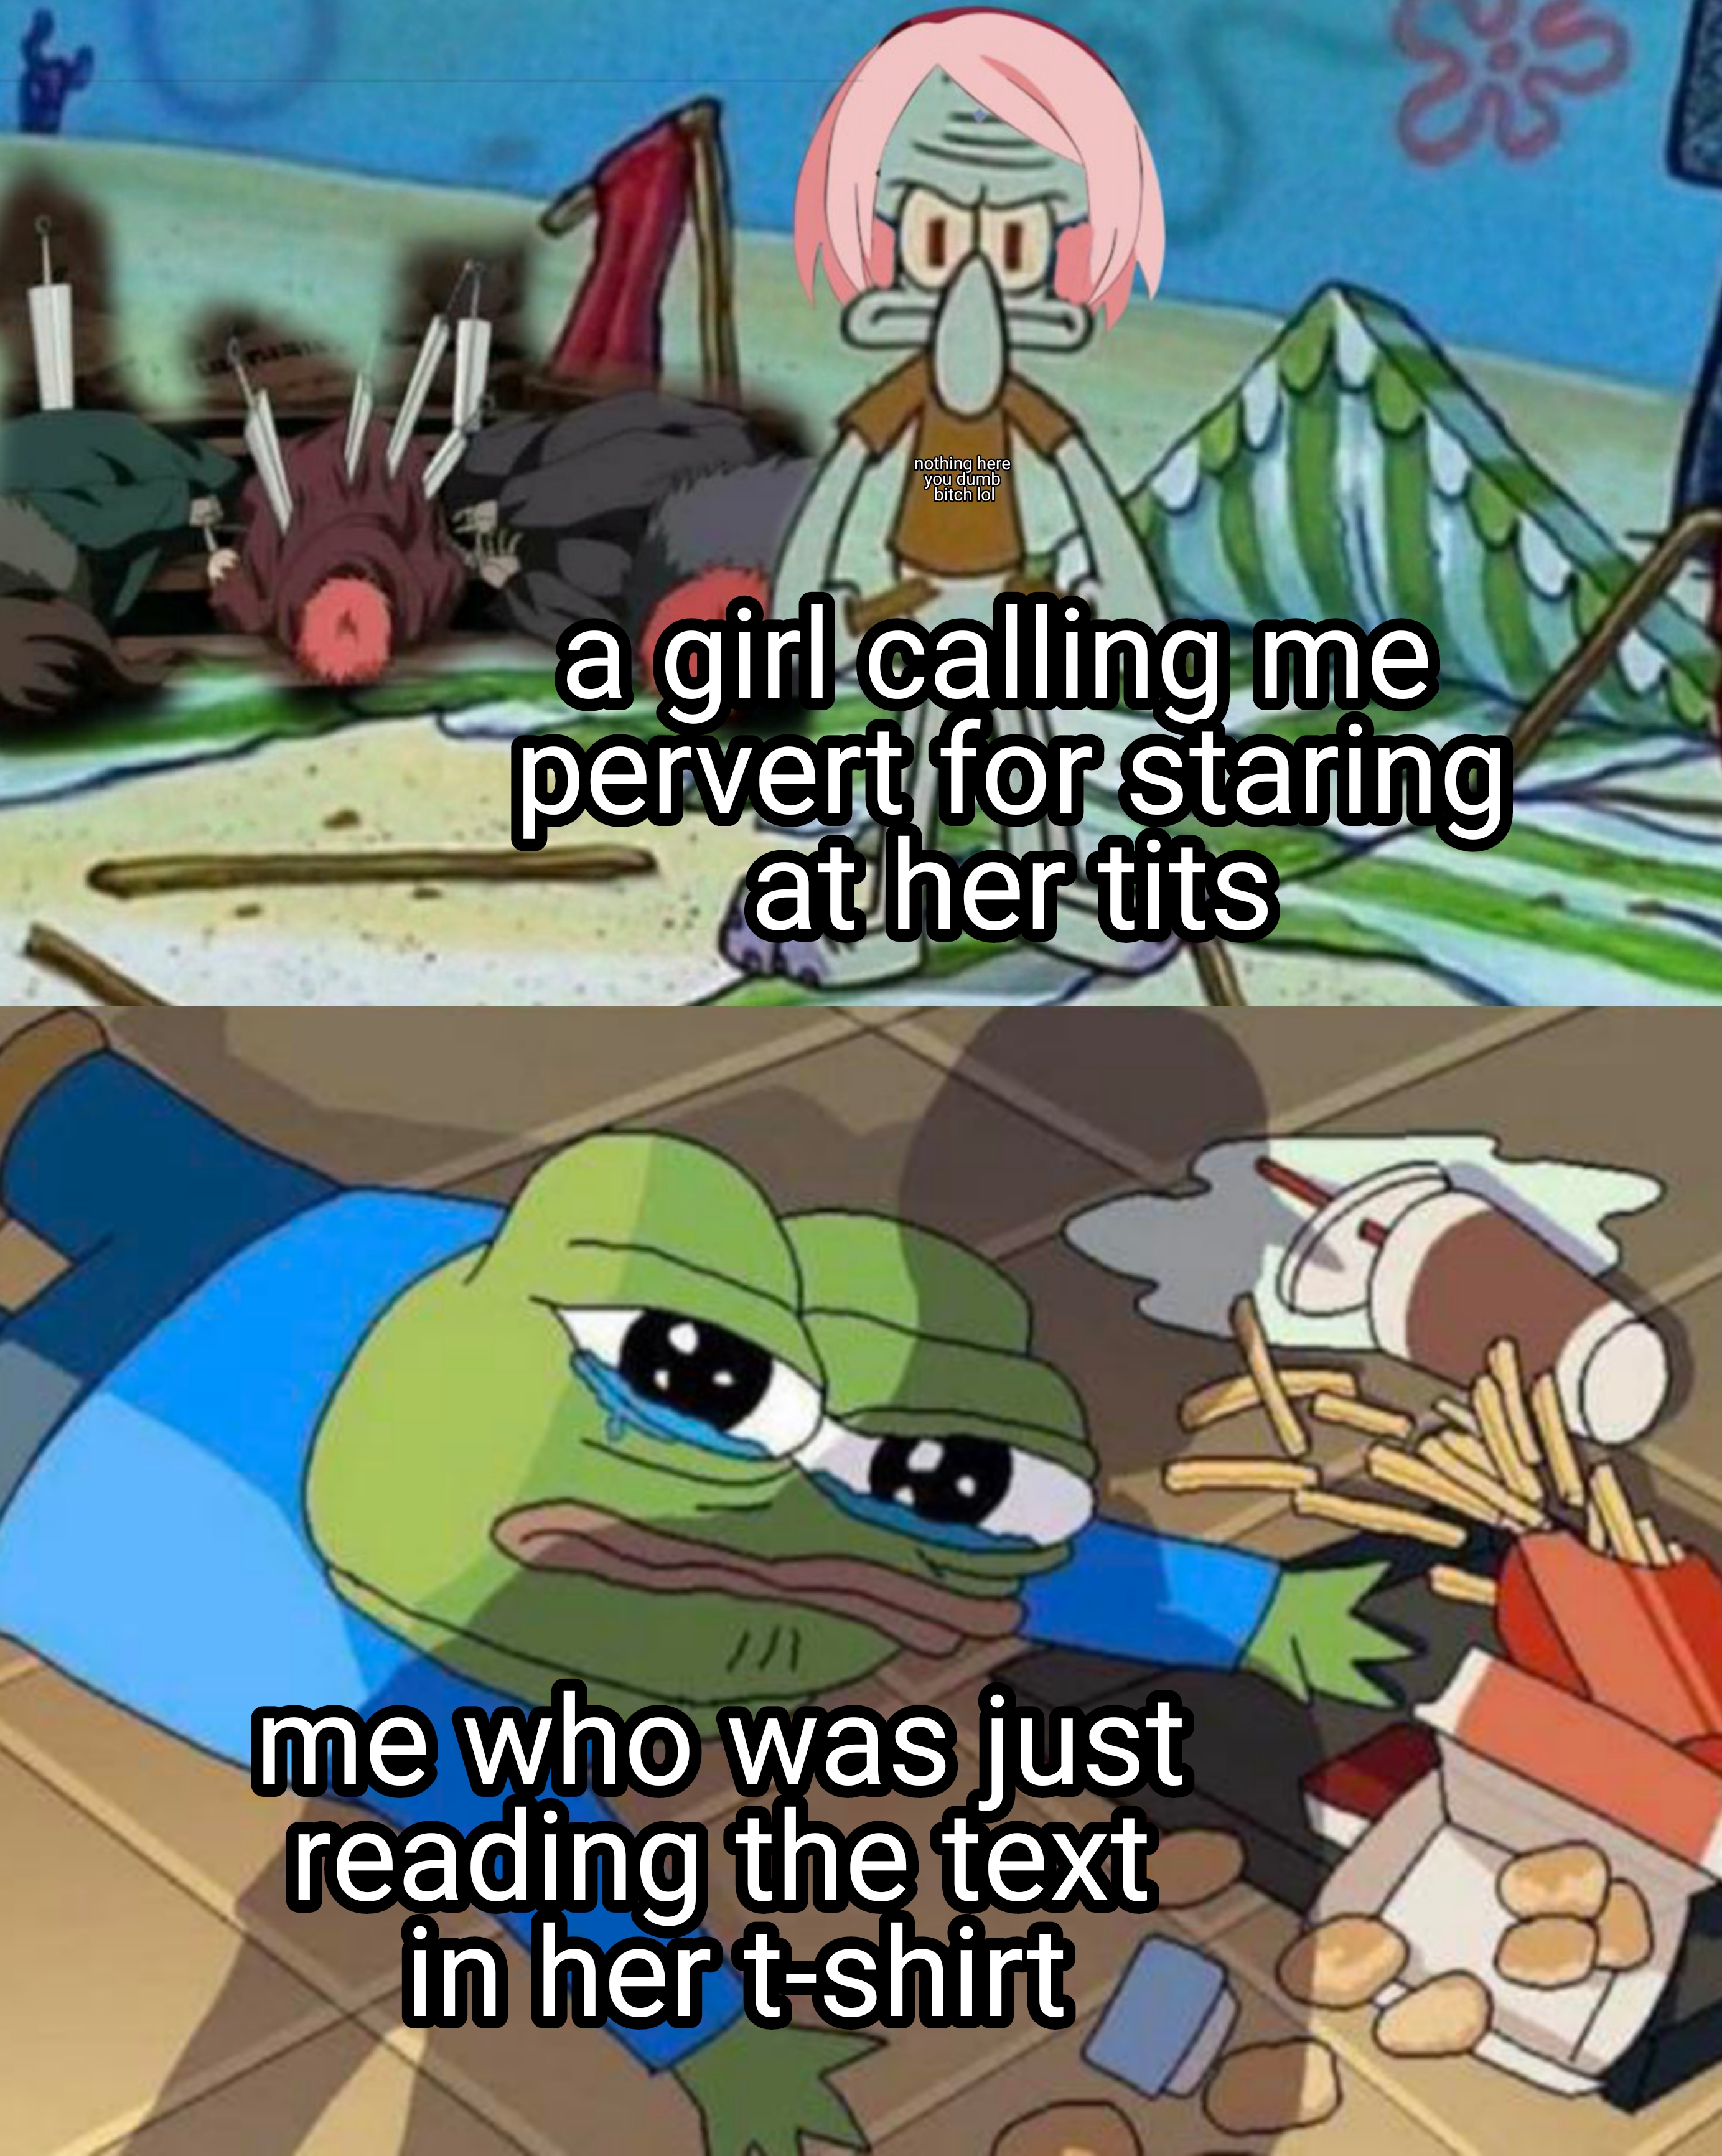 nothing here
you dumb
bitch lol
a girl calling me
pervert for staring
at her tits
me who was just
reading the text
in her t-shirt